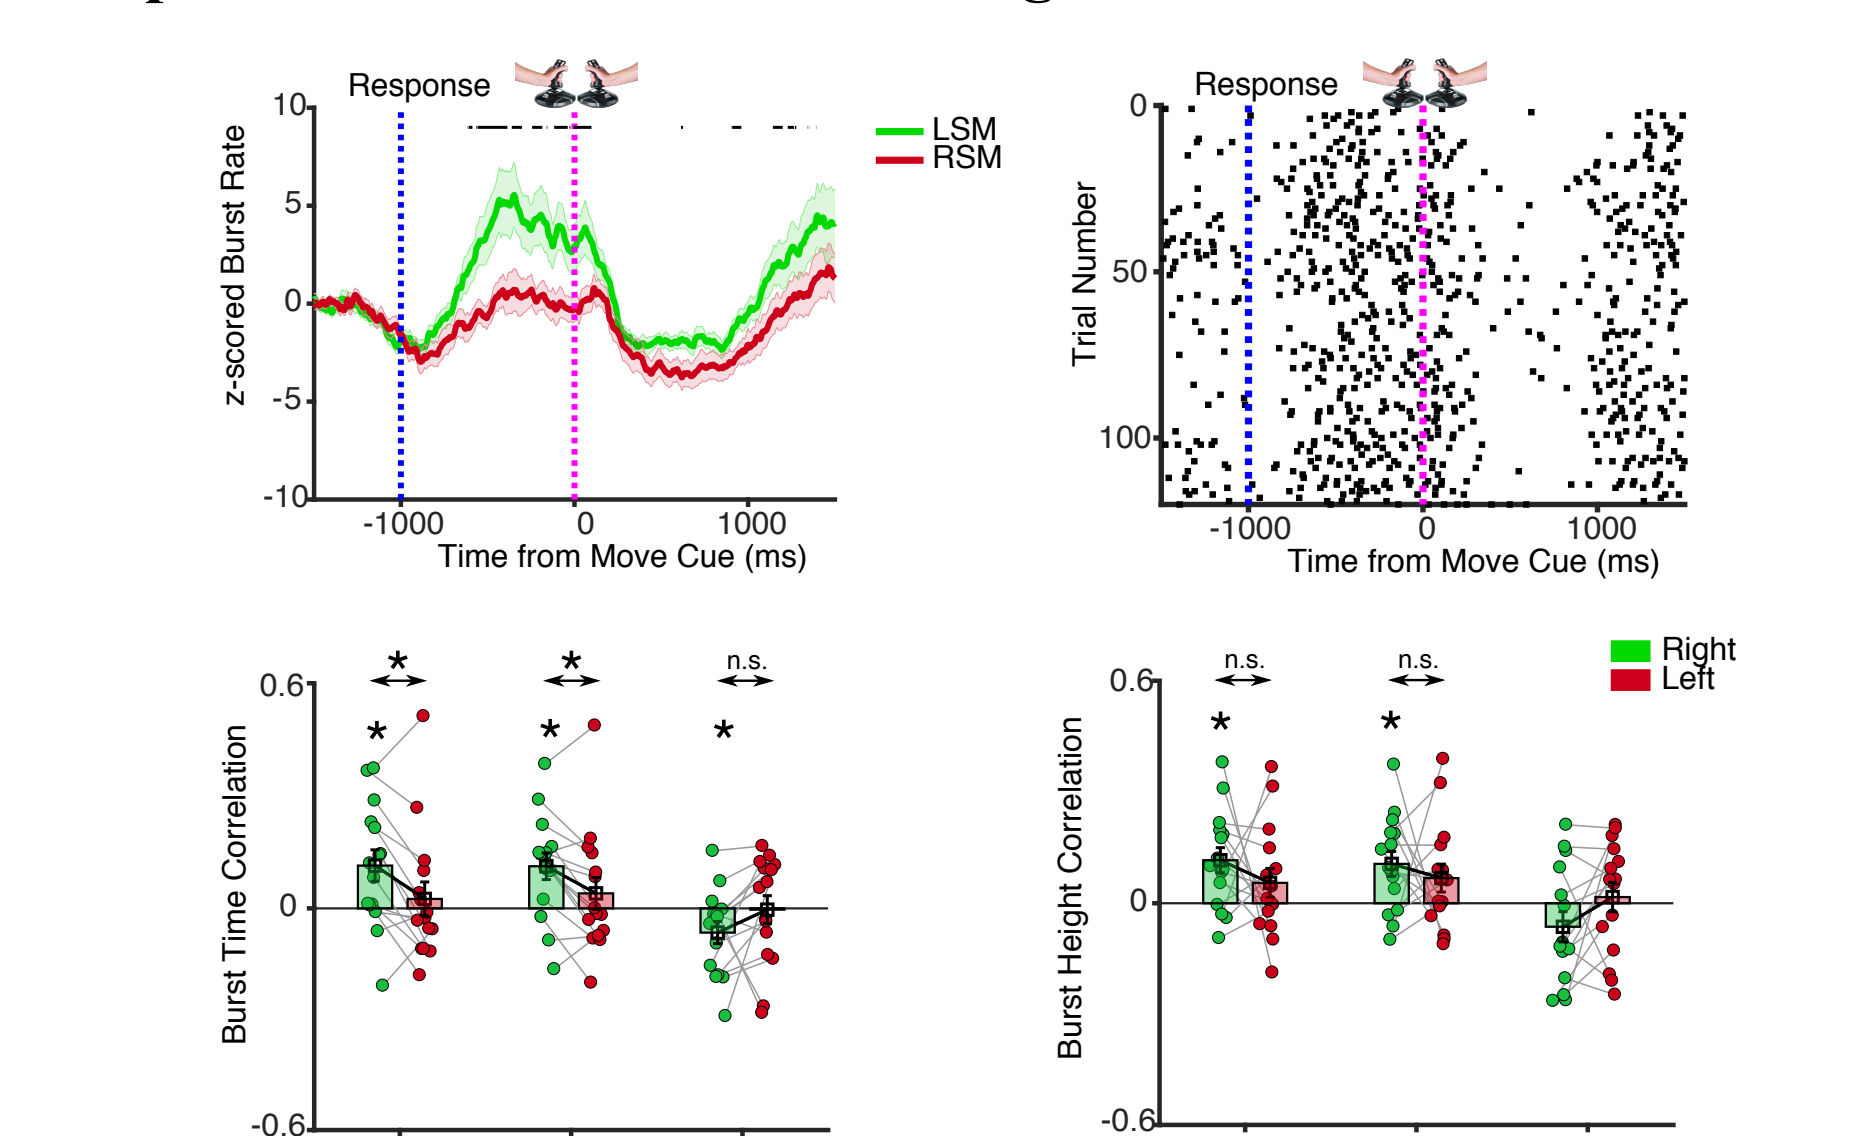 Response
10
5
0
-5
-10
z-scored Burst Rate
-1000
0
1000
Time from Move Cue (ms)
LSM
RSM
Response
0
50
100
Trial Number
-1000
0
1000
Time from Move Cue (ms)
* * n.s.
* * *
0.6
0
-0.6
Burst Time Correlation
Right
Left
n.s. n.s.
* *
0.6
0
-0.6
Burst Height Correlation